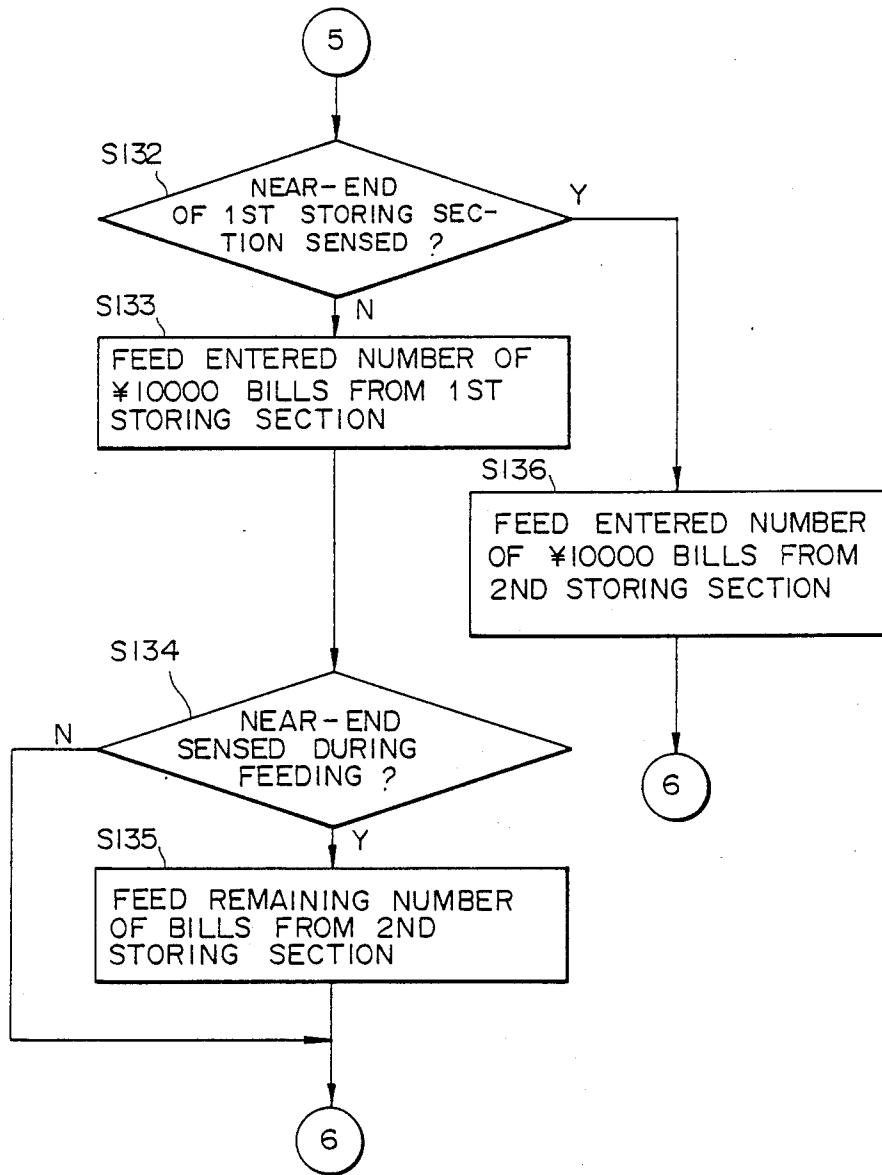 5
S132
NEAR-END
OF 1ST STORING SEC-
TION SENSED ?
Y
N
S133
FEED ENTERED NUMBER OF
¥10000 BILLS FROM 1ST
STORING SECTION
S136
FEED ENTERED NUMBER
OF ¥10000 BILLS FROM
2ND STORING SECTION
6
S134
NEAR-END
SENSED DURING
FEEDING ?
N
Y
S135
FEED REMAINING NUMBER
OF BILLS FROM 2ND
STORING SECTION
6